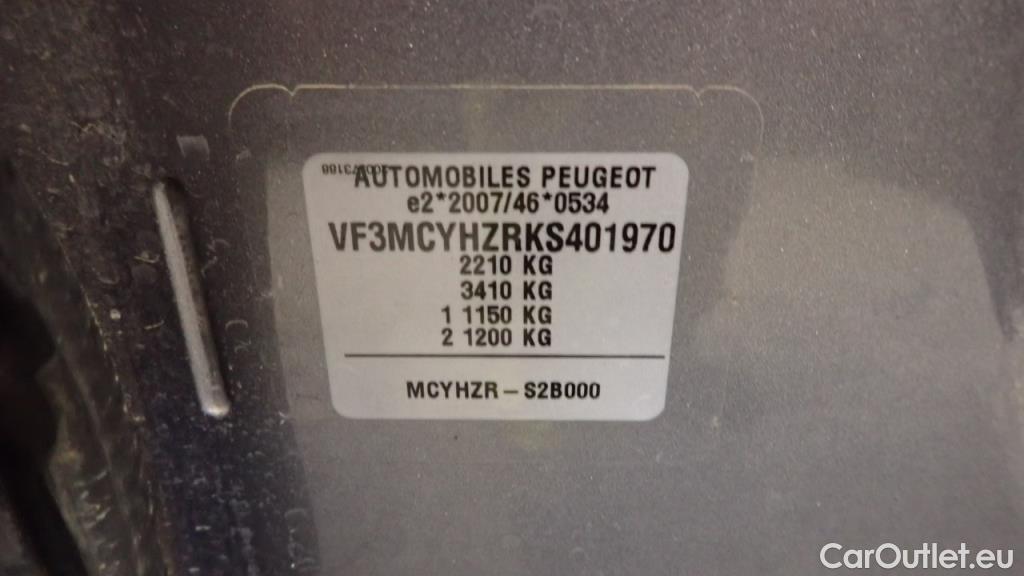 AUTOMOBILES PEUGEOT
e2*2007/46*0534
VF3MCYHZRKS401970
2210 KG
3410 KG
1 1150 KG
2 1200 KG
MCYHZR – S2B000
CarOutlet.eu